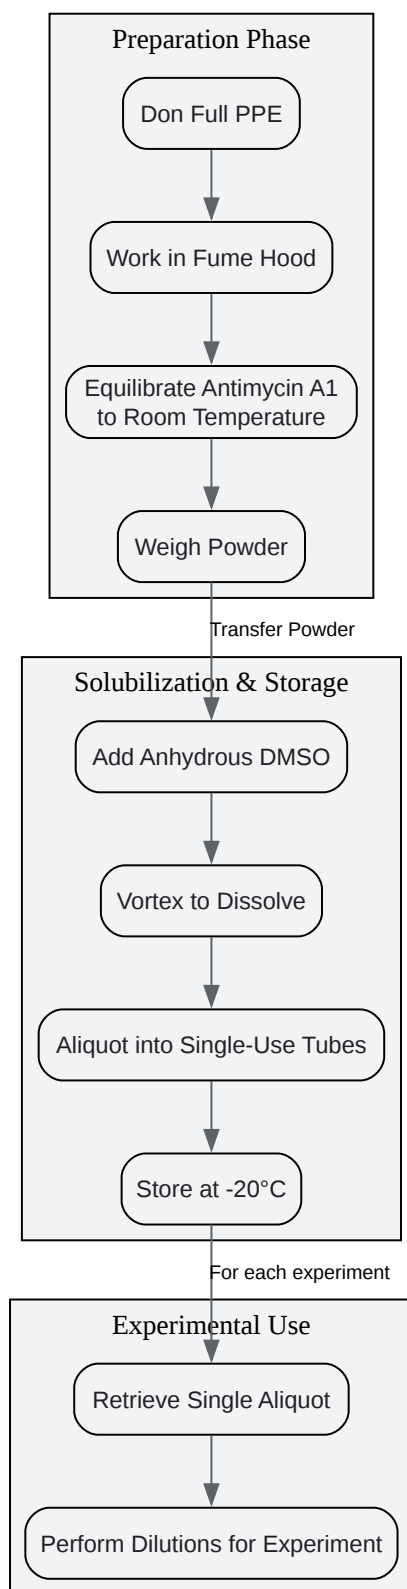 Preparation Phase
Don Full PPE
Work in Fume Hood
Equilibrate Antimycin A1
to Room Temperature
Weigh Powder
Transfer Powder
Solubilization & Storage
Add Anhydrous DMSO
Vortex to Dissolve
Aliquot into Single-Use Tubes
Store at -20°C
For each experiment
Experimental Use
Retrieve Single Aliquot
Perform Dilutions for Experiment